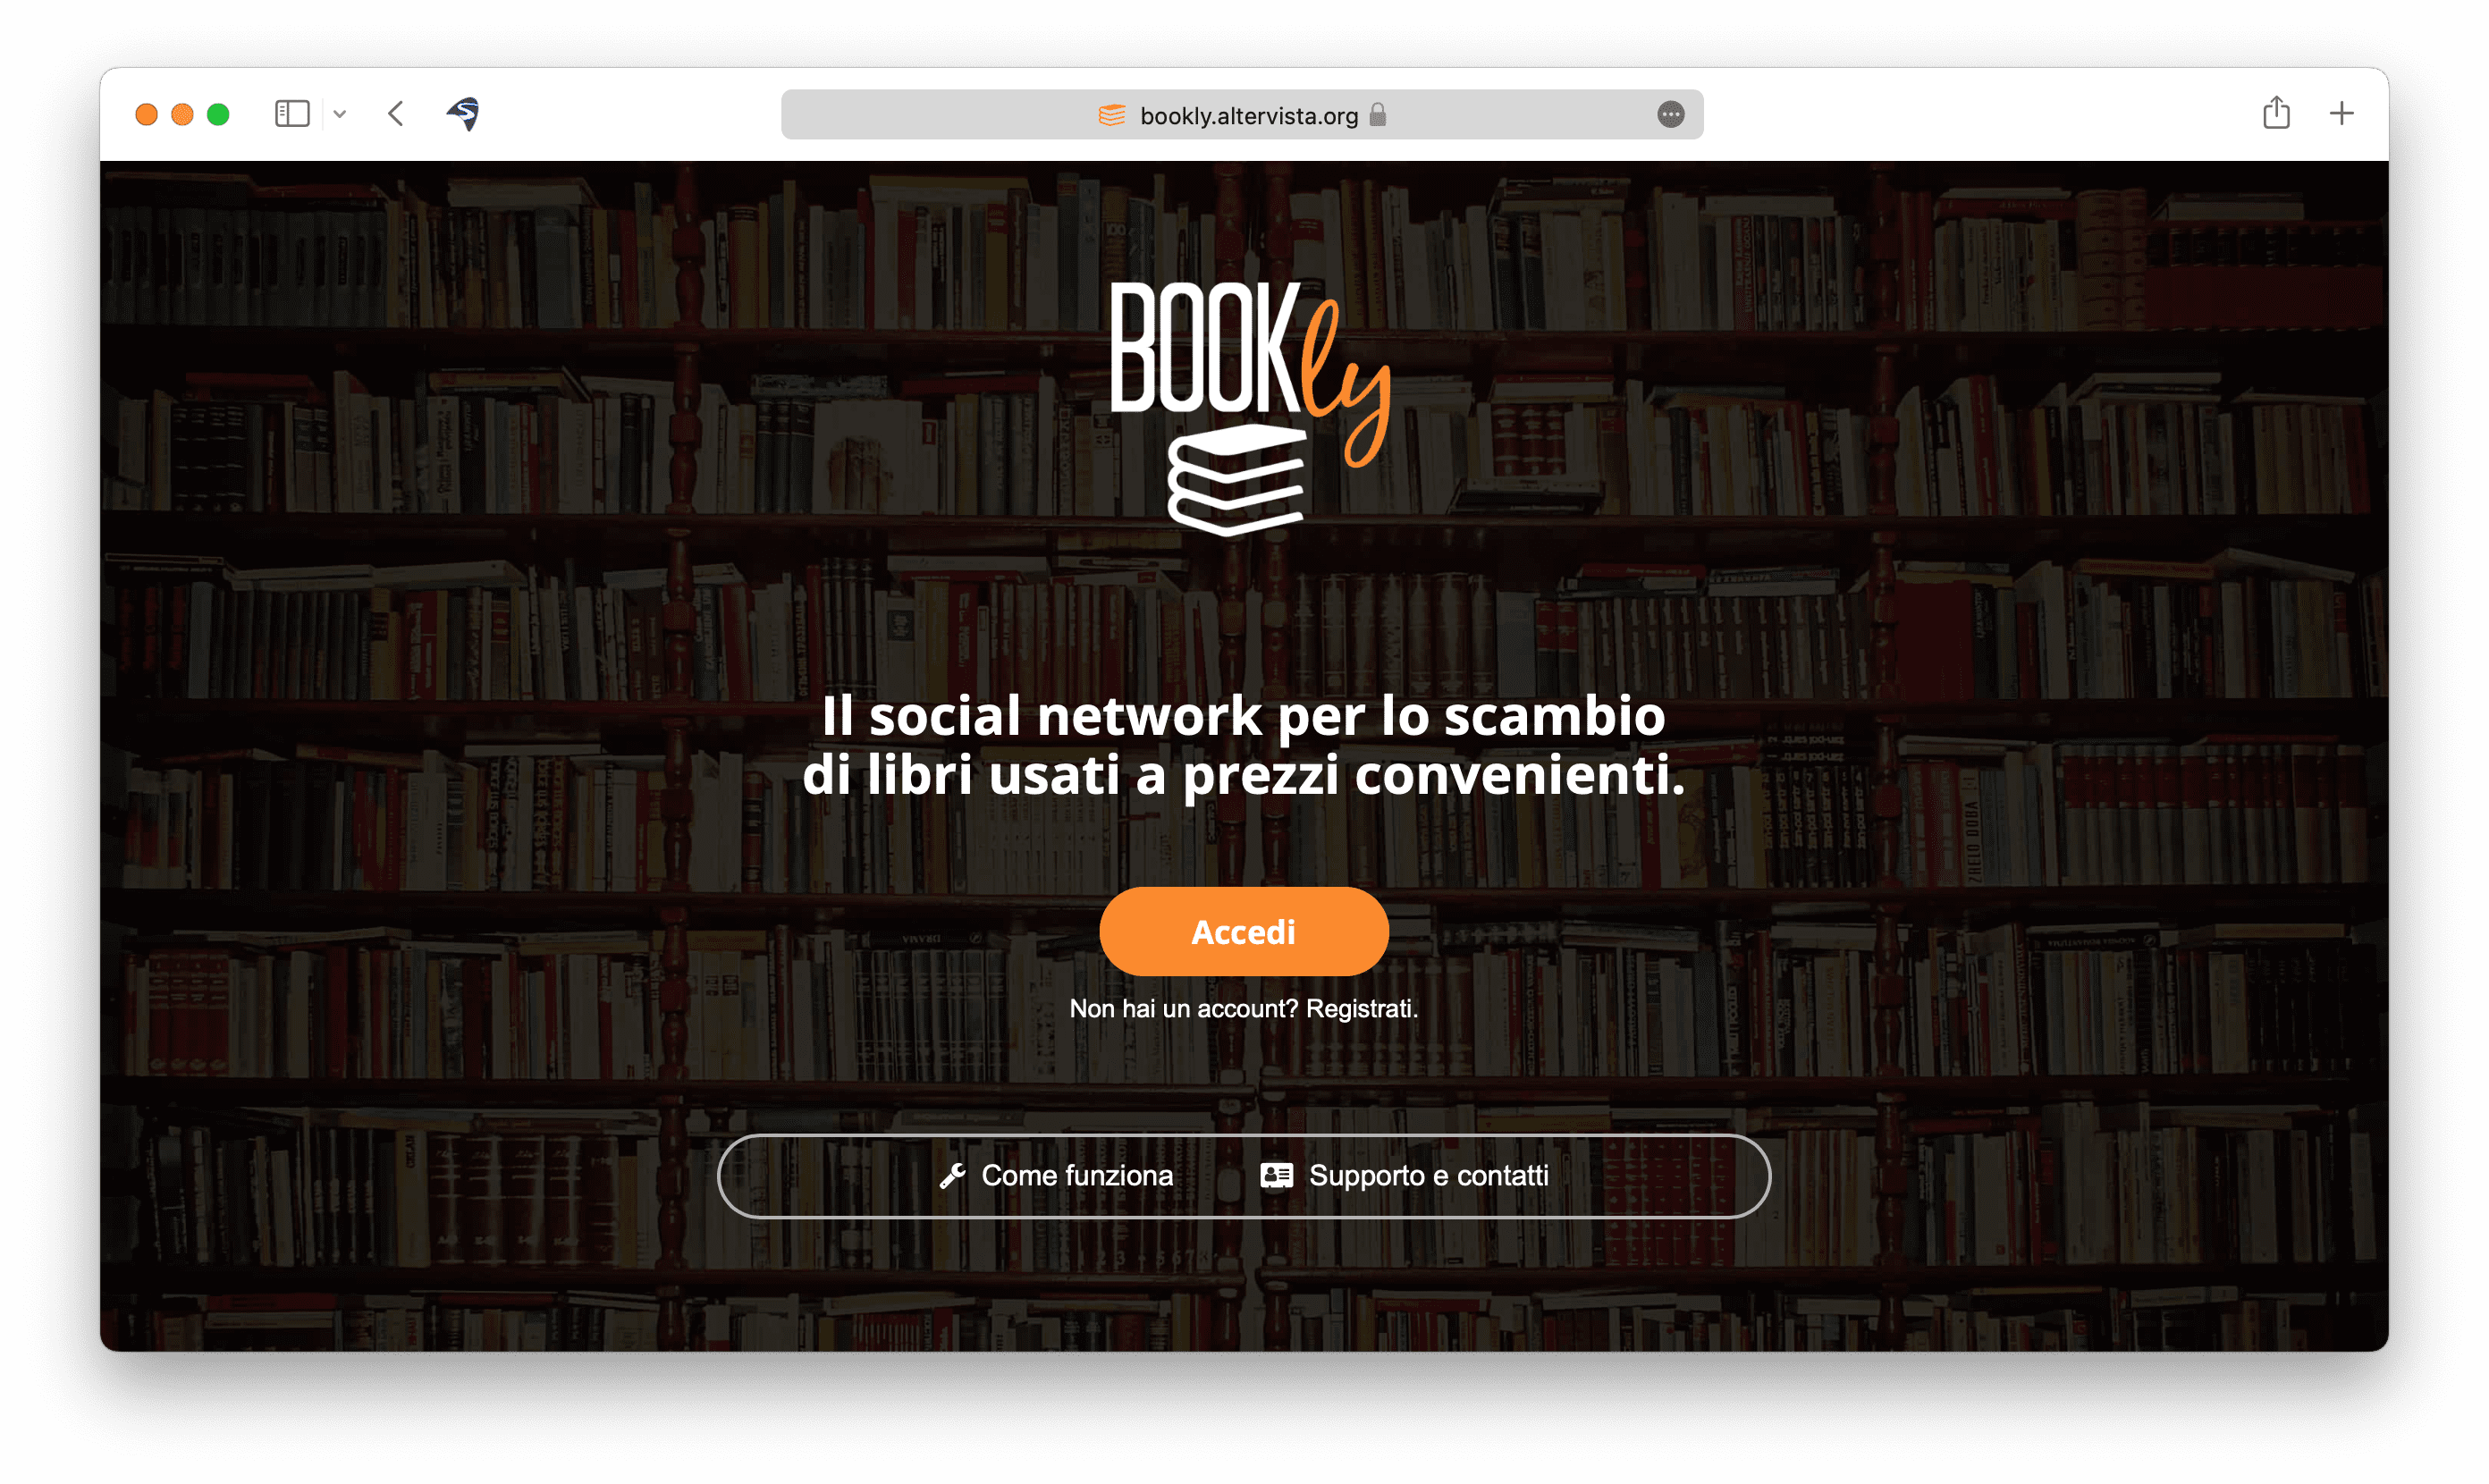 bookly.altervista.org
BOOKly
Il social network per lo scambio
di libri usati a prezzi convenienti.
Accedi
Non hai un account? Registrati.
Come funziona
Supporto e contatti